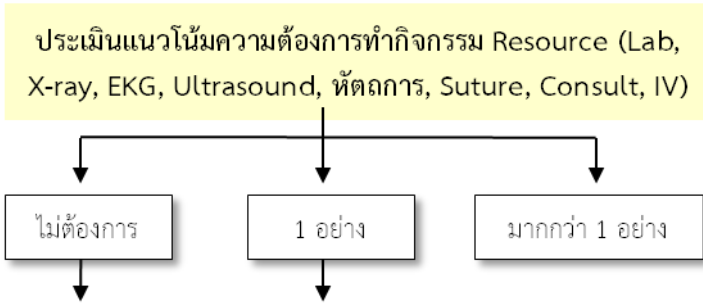 ประเมินแนวโน้มความต้องการทำกิจกรรม Resource (Lab,
X-ray, EKG, Ultrasound, หัตถการ, Suture, Consult, IV)
ไม่ต้องการ
1 อย่าง
มากกว่า 1 อย่าง